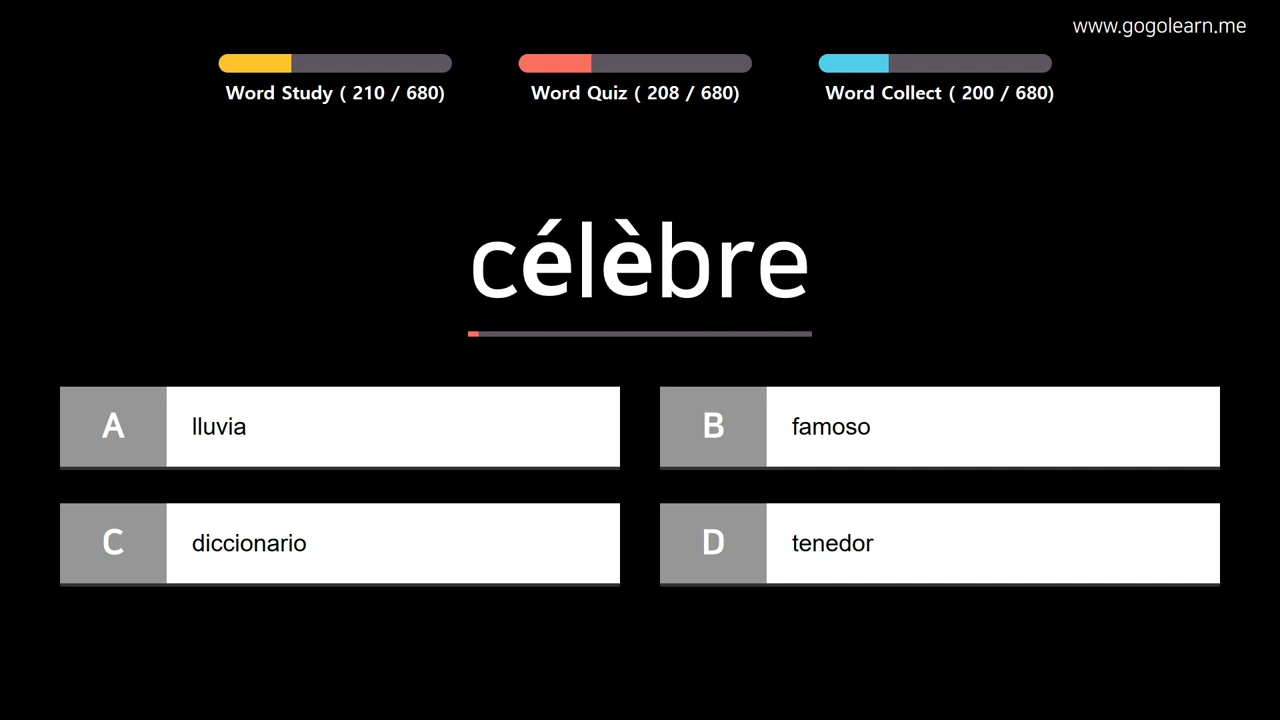 www.gogolearn.me
Word Study ( 210 / 680)
Word Quiz ( 208 / 680)
Word Collect ( 200 / 680)
célèbre
A lluvia
B famoso
C diccionario
D tenedor